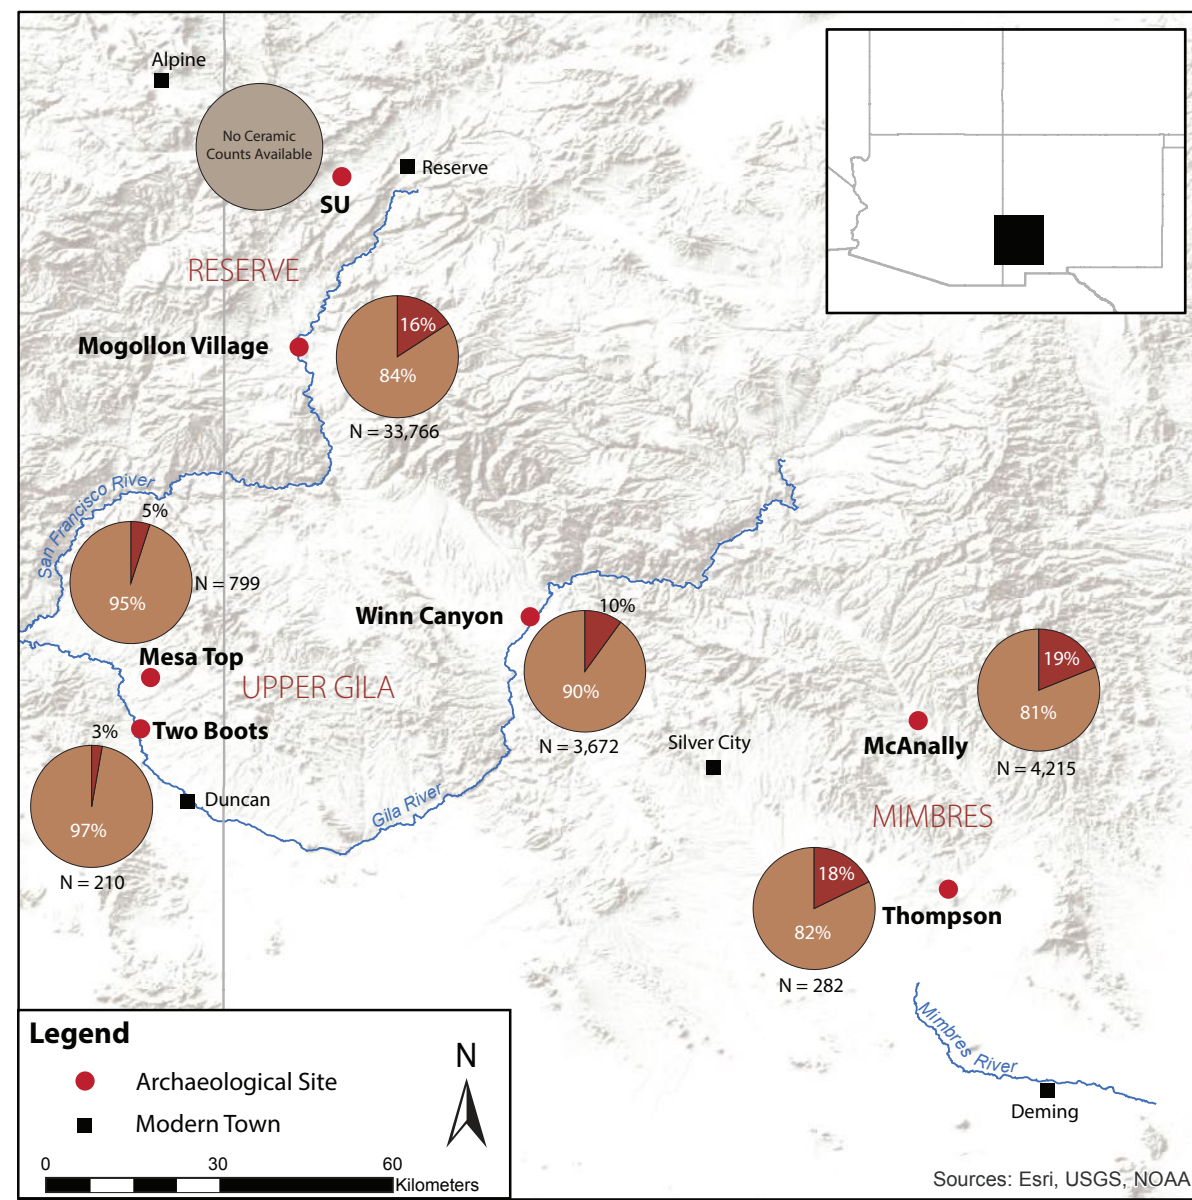 Alpine
No Ceramic
Counts Available
Reserve
SU
RESERVE
Mogollon Village
16%
84%
N = 33,766
San Francisco River
5%
95%
N = 799
Mesa Top
UPPER GILA
Winn Canyon
10%
90%
N = 3,672
3%
Two Boots
97%
N = 210
Duncan
Gila River
Silver City
19%
81%
McAnally
N = 4,215
MIMBRES
18%
82%
Thompson
N = 282
Mimbres River
Deming
Legend
Archaeological Site
Modern Town
N
0 30 60
Kilometers
Sources: Esri, USGS, NOAA